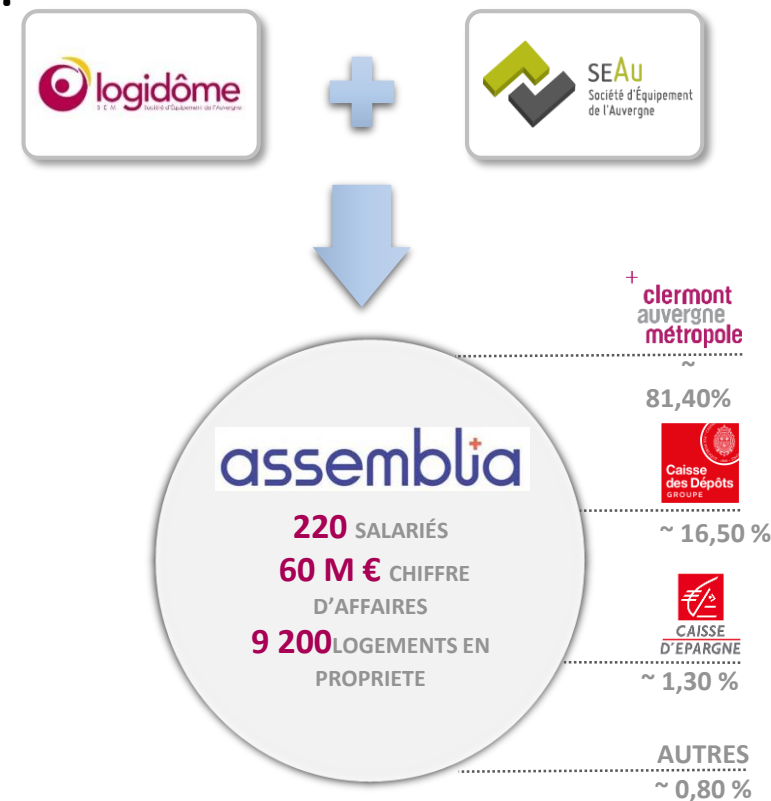 logidôme
S E M Société d'Équipement de l'Auvergne
SEAu
Société d'Équipement
de l'Auvergne
clermont
auvergne
métropole
~
81,40%
assemblia
220 SALARIÉS
60 M € CHIFFRE
D'AFFAIRES
9 200LOGEMENTS EN
PROPRIETE
Caisse
des Dépôts
GROUPE
~ 16,50 %
CAISSE
D'EPARGNE
~ 1,30 %
AUTRES
~ 0,80 %